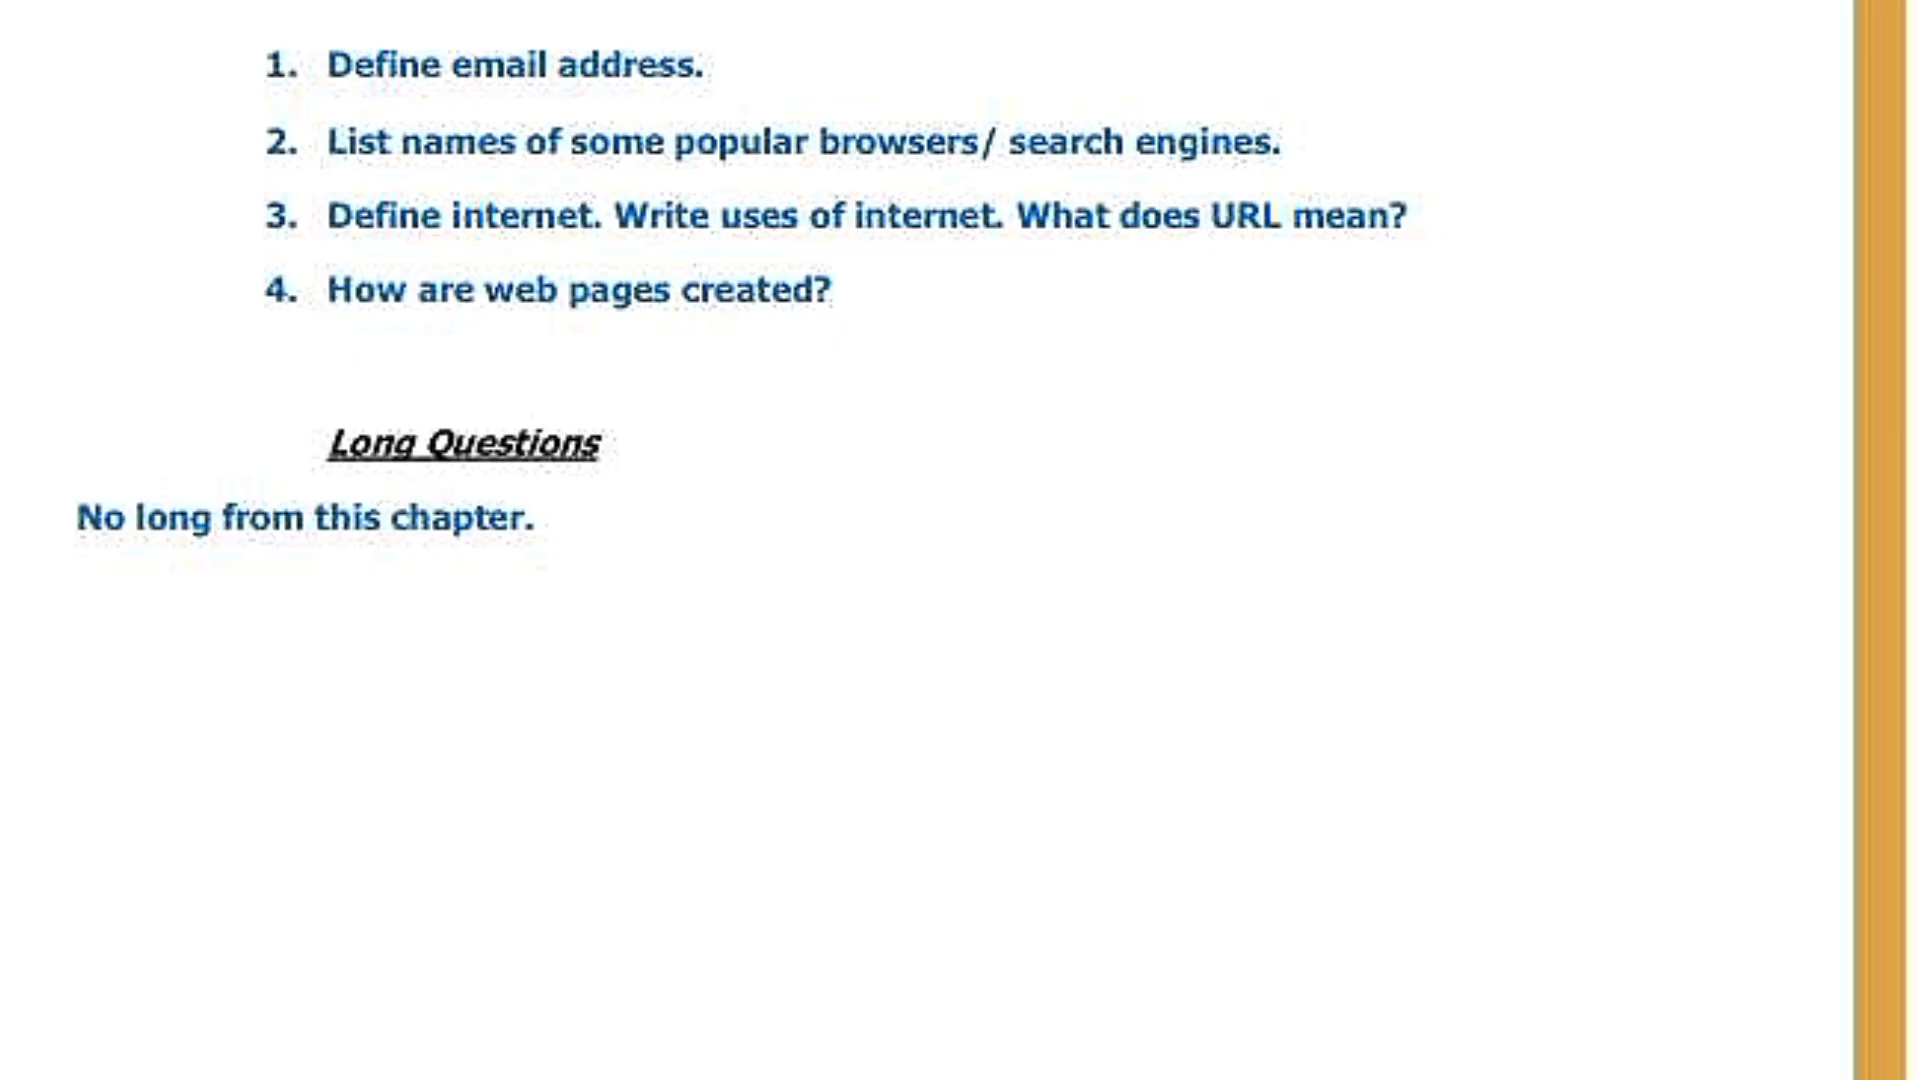 1. Define email address.
2. List names of some popular browsers/ search engines.
3. Define internet. Write uses of internet. What does URL mean?
4. How are web pages created?
Long Questions
No long from this chapter.